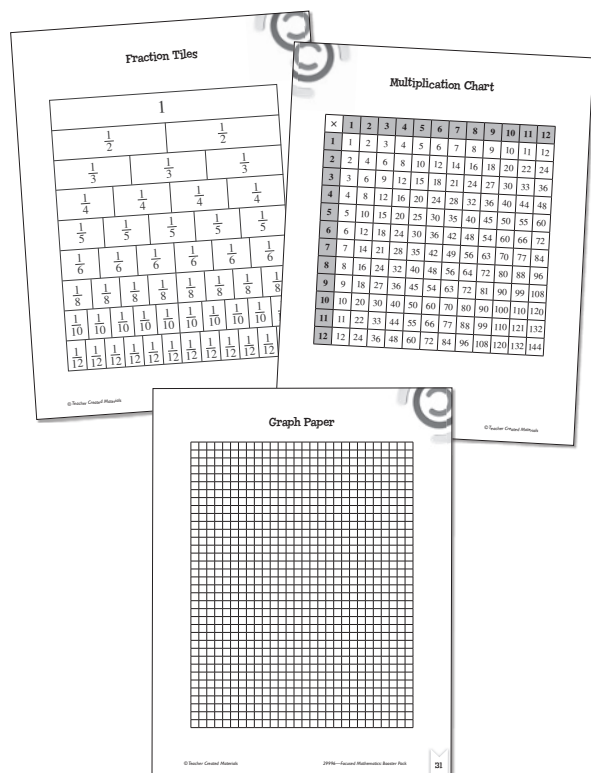 Fraction Tiles
1
1/2 1/2
1/3 1/3 1/3
1/4 1/4 1/4 1/4
1/5 1/5 1/5 1/5 1/5
1/6 1/6 1/6 1/6 1/6 1/6
1/8 1/8 1/8 1/8 1/8 1/8 1/8 1/8
1/10 1/10 1/10 1/10 1/10 1/10 1/10 1/10 1/10
1/12 1/12 1/12 1/12 1/12 1/12 1/12 1/12 1/12 1/12 1/12
© Teacher Created Materials
Multiplication Chart
× 1 2 3 4 5 6 7 8 9 10 11 12
1 1 2 3 4 5 6 7 8 9 10 11 12
2 2 4 6 8 10 12 14 16 18 20 22 24
3 3 6 9 12 15 18 21 24 27 30 33 36
4 4 8 12 16 20 24 28 32 36 40 44 48
5 5 10 15 20 25 30 35 40 45 50 55 60
6 6 12 18 24 30 36 42 48 54 60 66 72
7 7 14 21 28 35 42 49 56 63 70 77 84
8 8 16 24 32 40 48 56 64 72 80 88 96
9 9 18 27 36 45 54 63 72 81 90 99 108
10 10 20 30 40 50 60 70 80 90 100 110 120
11 11 22 33 44 55 66 77 88 99 110 121 132
12 12 24 36 48 60 72 84 96 108 120 132 144
© Teacher Created Materials
Graph Paper
© Teacher Created Materials 29996—Focused Mathematics Booster Pack 31